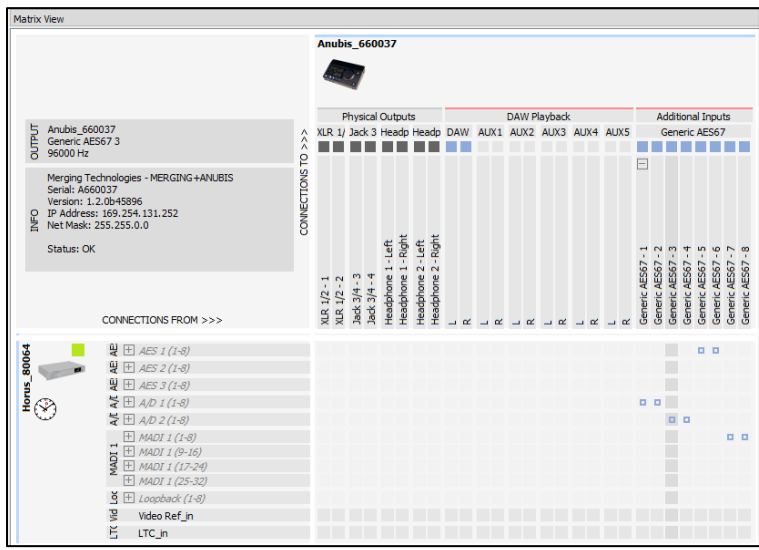 Matrix View
Anubis_660037
Physical Outputs
DAW Playback
Additional Inputs
XLR 1/ Jack 3 Headp Headp DAW AUX1 AUX2 AUX3 AUX4 AUX5 Generic AES67
OUTPUT
Anubis_660037
Generic AES67 3
96000 Hz
INFO
Merging Technologies - MERGING+ANUBIS
Serial: A660037
Version: 1.2.0b45896
IP Address: 169.254.131.252
Net Mask: 255.255.0.0
Status: OK
CONNECTIONS TO >>>
CONNECTIONS FROM >>>
XLR 1/2 - 1
XLR 1/2 - 2
Jack 3/4 - 3
Jack 3/4 - 4
Headphone 1 - Left
Headphone 1 - Right
Headphone 2 - Left
Headphone 2 - Right
L
R
L
R
L
R
L
R
L
R
L
R
Generic AES67 - 1
Generic AES67 - 2
Generic AES67 - 3
Generic AES67 - 4
Generic AES67 - 5
Generic AES67 - 6
Generic AES67 - 7
Generic AES67 - 8
Horus_80064
AES 1 (1-8)
AES 2 (1-8)
AES 3 (1-8)
A/D 1 (1-8)
A/D 2 (1-8)
MADI 1
MADI 1 (1-8)
MADI 1 (9-16)
MADI 1 (17-24)
MADI 1 (25-32)
Loc
Loopback (1-8)
Vid
Video Ref_in
LTC_in